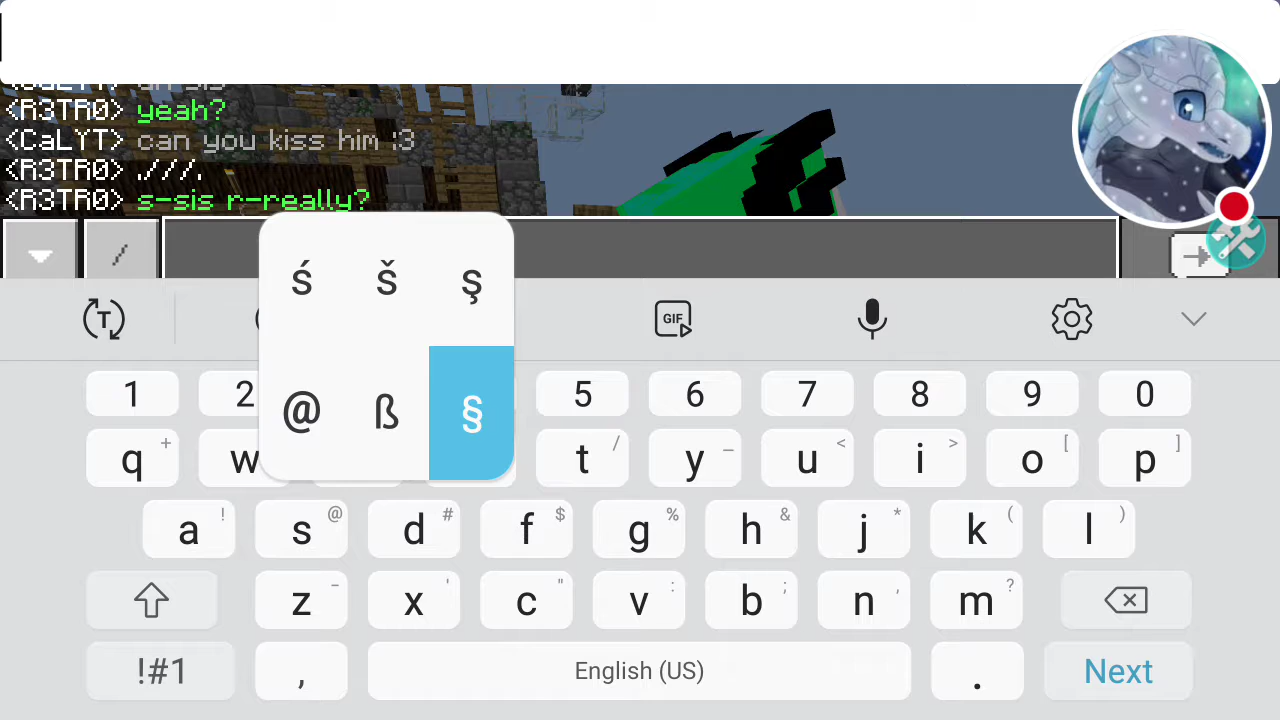 <R3TR0> yeah?
<CaLYT> can you kiss him :3
<R3TR0> .///.
<R3TR0> s-sis r-really?
/
ś š ş
@ ß §
T GIF
1 2 5 6 7 8 9 0
q + w t / y – u < i > o [ p ]
a ! s @ d # f $ g % h & j * k ( l )
z – x ' c " v : b ; n , m ?
!#1 , English (US) . Next